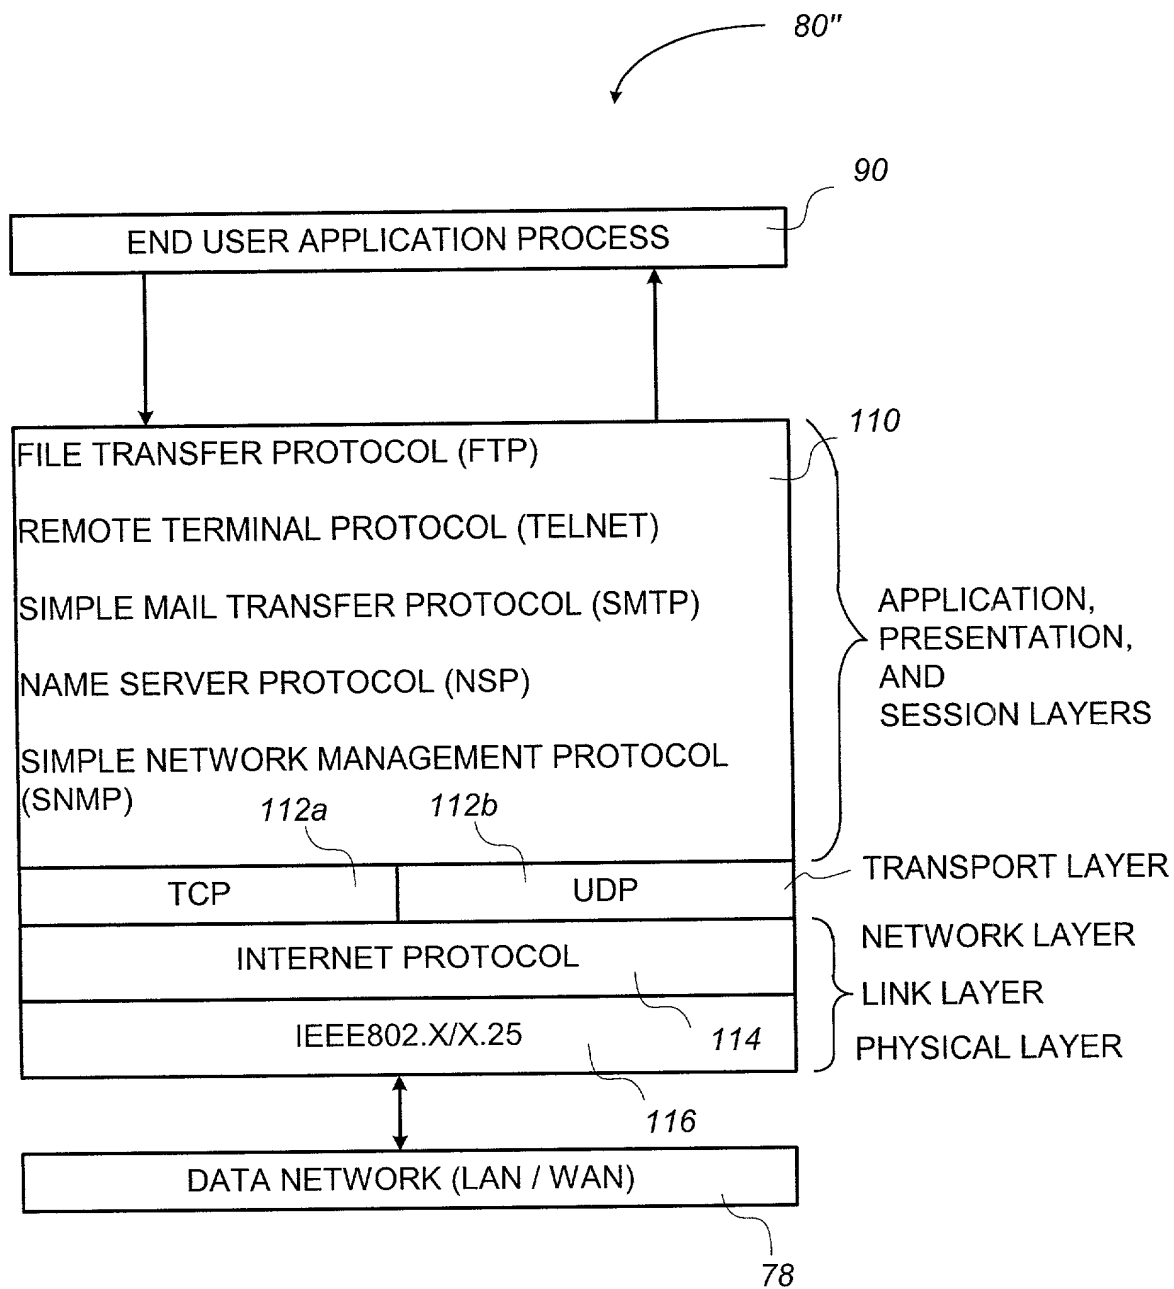 80"
90
END USER APPLICATION PROCESS
110
FILE TRANSFER PROTOCOL (FTP)
REMOTE TERMINAL PROTOCOL (TELNET)
SIMPLE MAIL TRANSFER PROTOCOL (SMTP)
NAME SERVER PROTOCOL (NSP)
SIMPLE NETWORK MANAGEMENT PROTOCOL
(SNMP)
APPLICATION,
PRESENTATION,
AND
SESSION LAYERS
112a
112b
TCP
UDP
TRANSPORT LAYER
INTERNET PROTOCOL
NETWORK LAYER
LINK LAYER
IEEE802.X/X.25
114
PHYSICAL LAYER
116
DATA NETWORK (LAN / WAN)
78